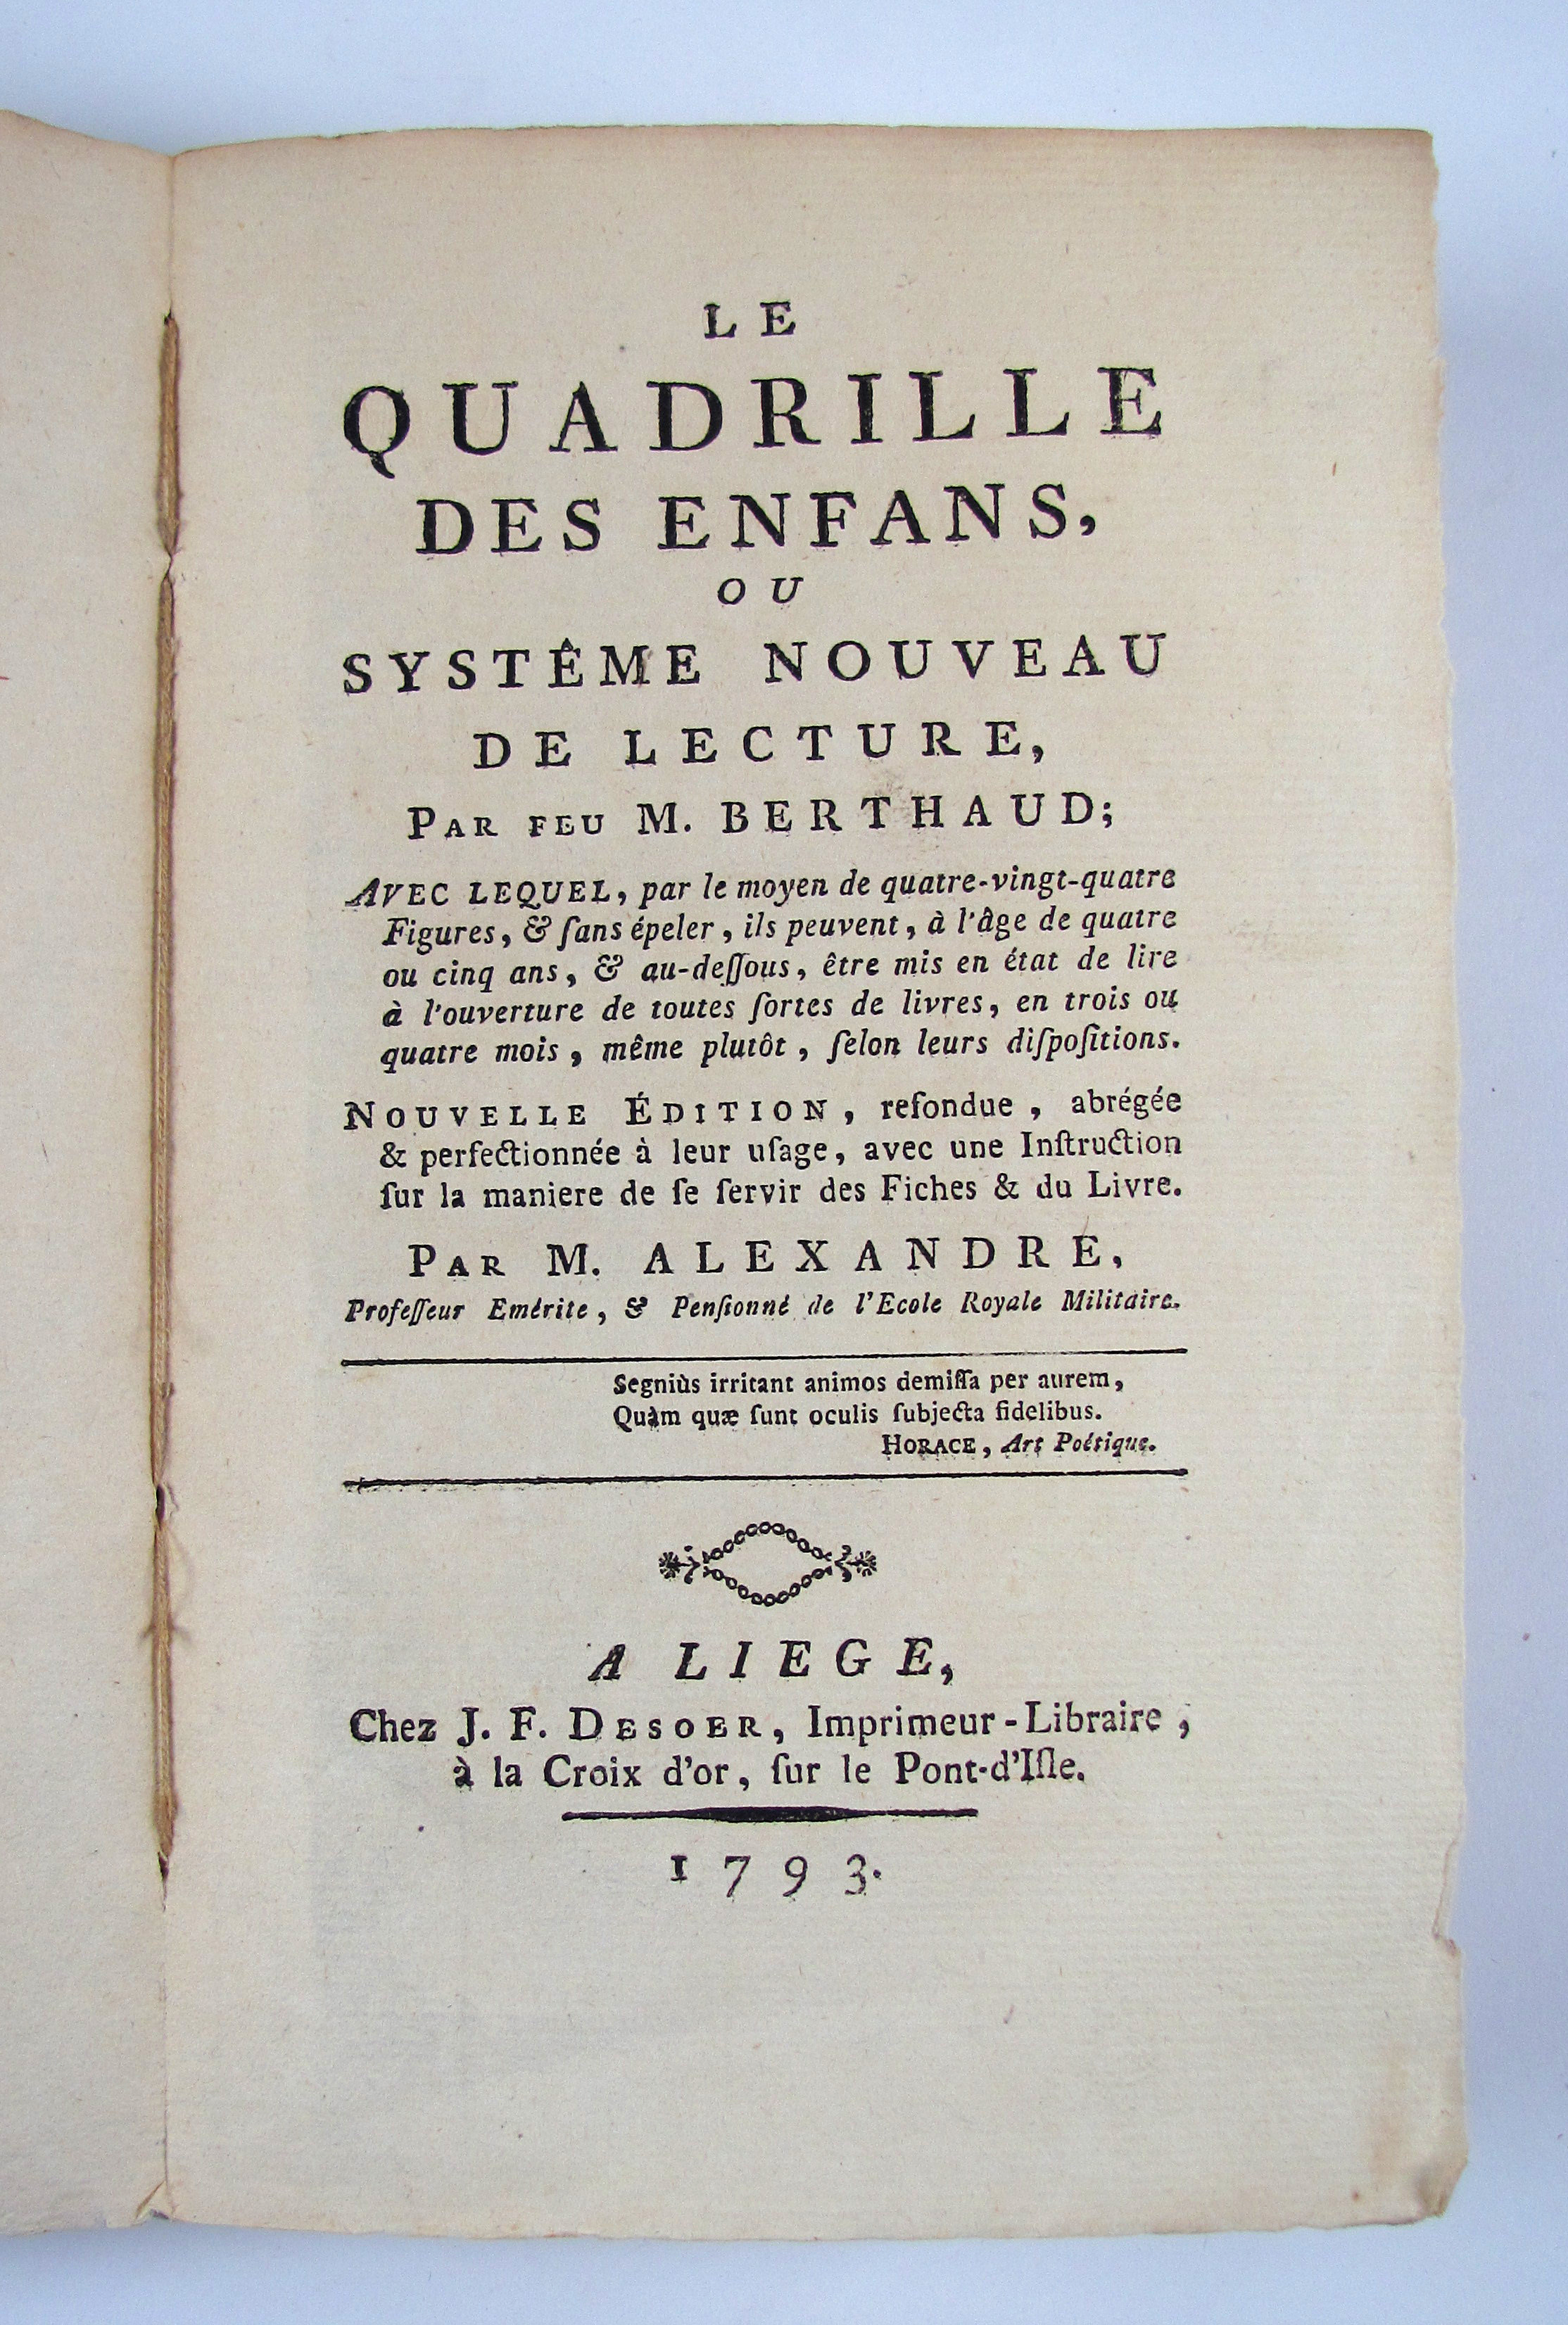 LE
QUADRILLE
DES ENFANS,
OU
SYSTÊME NOUVEAU
DE LECTURE,
PAR FEU M. BERTHAUD;
AVEC LEQUEL, par le moyen de quatre-vingt-quatre
Figures, & ſans épeler, ils peuvent, à l'âge de quatre
ou cinq ans, & au-deſſous, être mis en état de lire
à l'ouverture de toutes ſortes de livres, en trois ou
quatre mois, même plutôt, ſelon leurs diſpoſitions.
NOUVELLE ÉDITION, refondue, abrégée
& perfectionnée à leur uſage, avec une Inſtruction
ſur la maniere de ſe ſervir des Fiches & du Livre.
PAR M. ALEXANDRE,
Profeſſeur Emérite, & Penſionné de l'Ecole Royale Militaire.
Segniùs irritant animos demiſſa per aurem,
Quàm quæ ſunt oculis ſubjecta fidelibus.
HORACE, Art Poétique.
A LIEGE,
Chez J. F. DESOER, Imprimeur-Libraire,
à la Croix d'or, ſur le Pont-d'Iſle.
1793.